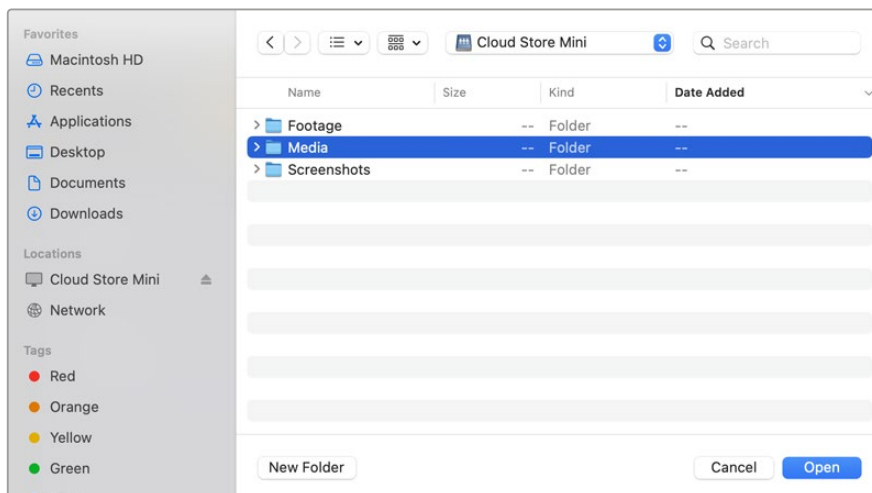 Favorites
Macintosh HD
Recents
Applications
Desktop
Documents
Downloads
Locations
Cloud Store Mini
Network
Tags
Red
Orange
Yellow
Green
Cloud Store Mini
Search
Name Size Kind Date Added
Footage -- Folder --
Media -- Folder --
Screenshots -- Folder --
New Folder Cancel Open